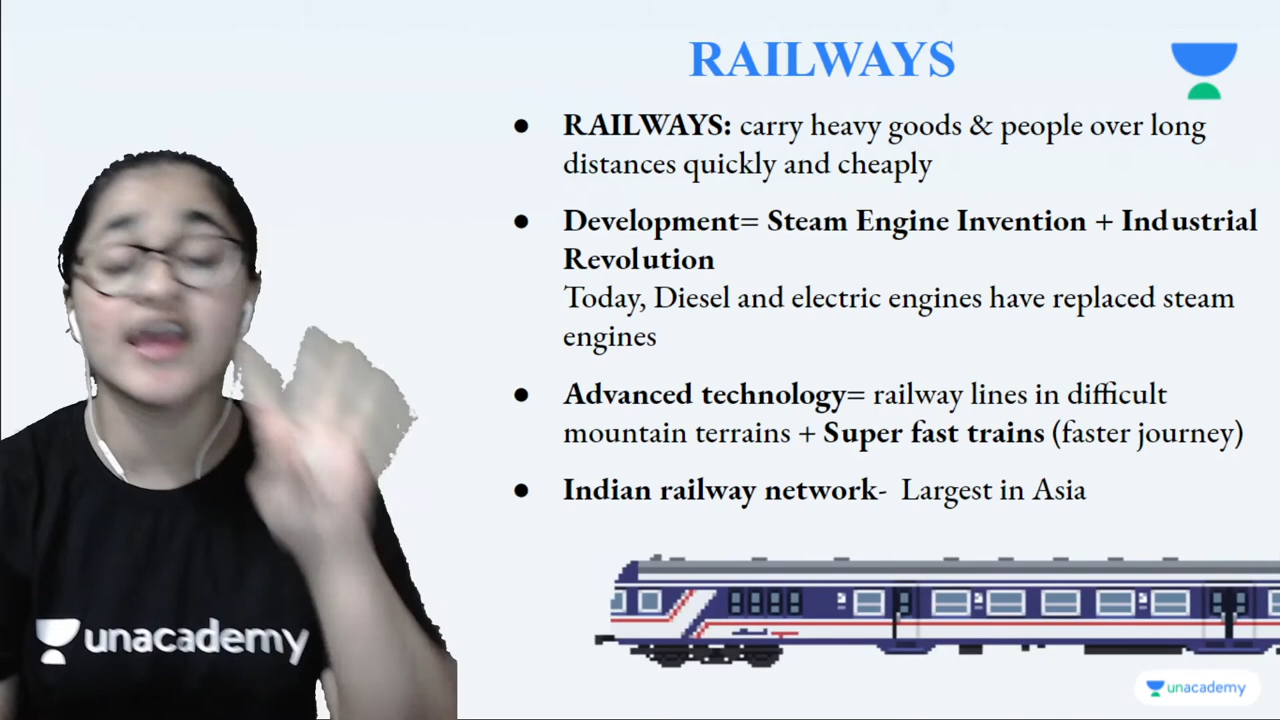 RAILWAYS
● RAILWAYS: carry heavy goods & people over long
distances quickly and cheaply
● Development= Steam Engine Invention + Industrial
Revolution
Today, Diesel and electric engines have replaced steam
engines
● Advanced technology= railway lines in difficult
mountain terrains + Super fast trains (faster journey)
● Indian railway network- Largest in Asia
unacademy
unacademy